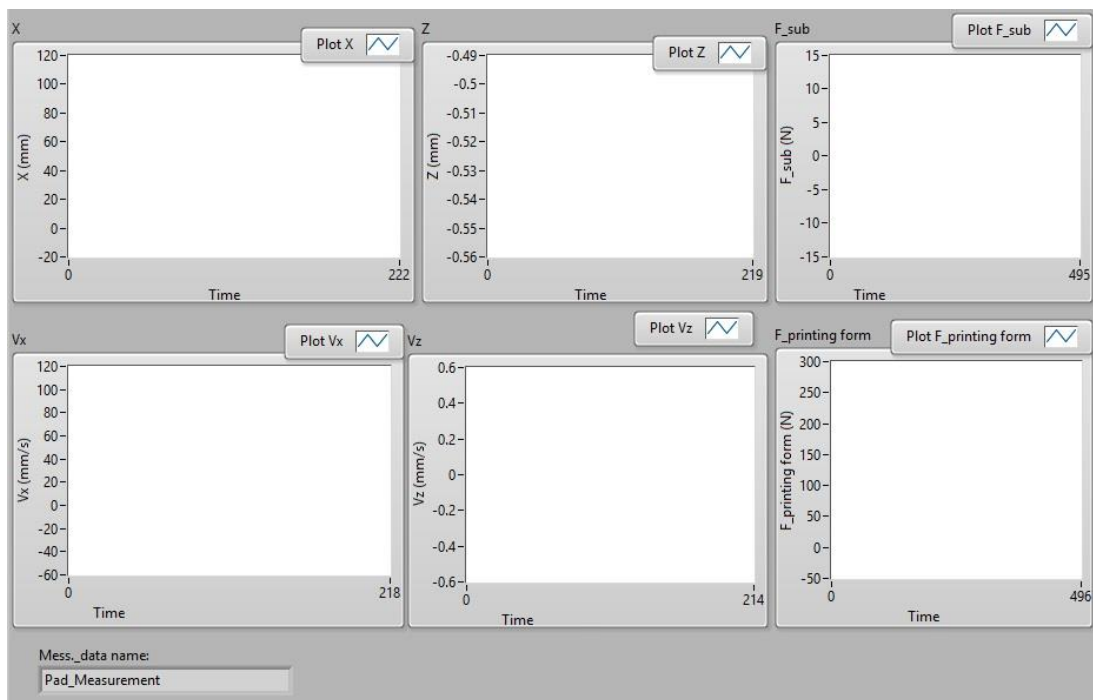 X
Plot X
120
100
80
60
40
20
0
-20
X (mm)
0
222
Time
Z
Plot Z
-0.49
-0.5
-0.51
-0.52
-0.53
-0.54
-0.55
-0.56
Z (mm)
0
219
Time
F_sub
Plot F_sub
15
10
5
0
-5
-10
-15
F_sub (N)
0
495
Time
Vx
Plot Vx
120
100
80
60
40
20
0
-20
-40
-60
Vx (mm/s)
0
218
Time
Vz
Plot Vz
0.6
0.4
0.2
0
-0.2
-0.4
-0.6
Vz (mm/s)
0
214
Time
F_printing form
Plot F_printing form
300
250
200
150
100
50
0
-50
F_printing form (N)
0
496
Time
Mess._data name:
Pad_Measurement